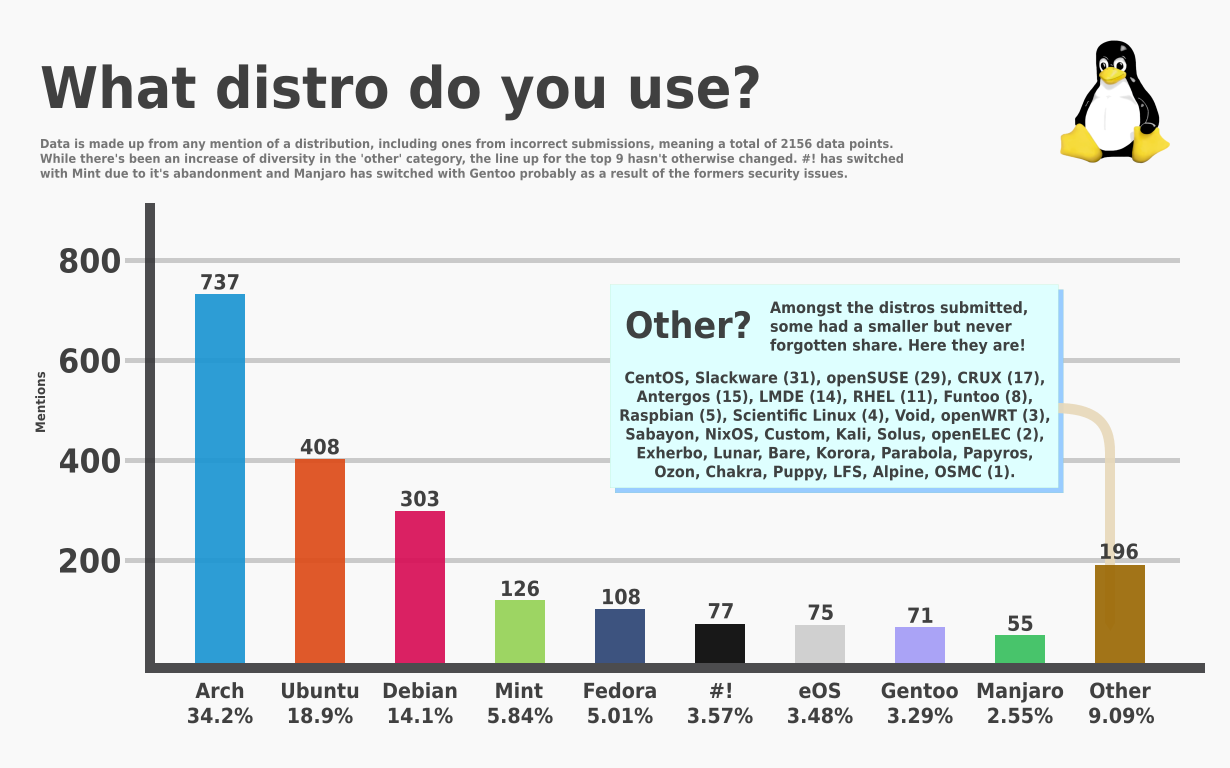 What distro do you use?
Data is made up from any mention of a distribution, including ones from incorrect submissions, meaning a total of 2156 data points.
While there's been an increase of diversity in the 'other' category, the line up for the top 9 hasn't otherwise changed. #! has switched
with Mint due to it's abandonment and Manjaro has switched with Gentoo probably as a result of the formers security issues.
800
600
400
200
Mentions
737
408
303
126
108
77
75
71
55
196
Other?
Amongst the distros submitted,
some had a smaller but never
forgotten share. Here they are!
CentOS, Slackware (31), openSUSE (29), CRUX (17),
Antergos (15), LMDE (14), RHEL (11), Funtoo (8),
Raspbian (5), Scientific Linux (4), Void, openWRT (3),
Sabayon, NixOS, Custom, Kali, Solus, openELEC (2),
Exherbo, Lunar, Bare, Korora, Parabola, Papyros,
Ozon, Chakra, Puppy, LFS, Alpine, OSMC (1).
Arch Ubuntu Debian Mint Fedora #! eOS Gentoo Manjaro Other
34.2% 18.9% 14.1% 5.84% 5.01% 3.57% 3.48% 3.29% 2.55% 9.09%